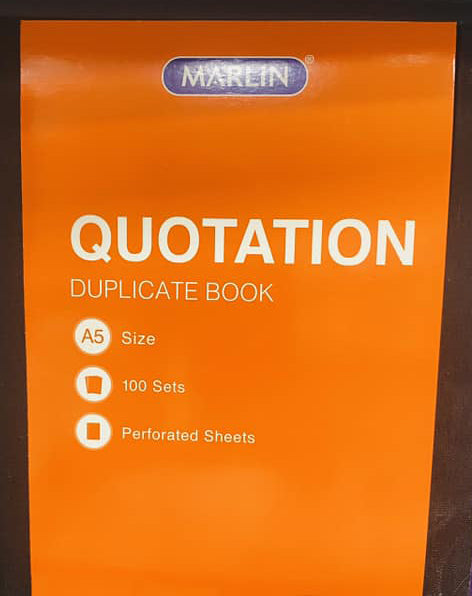 MARLIN®
QUOTATION
DUPLICATE BOOK
A5 Size
100 Sets
Perforated Sheets